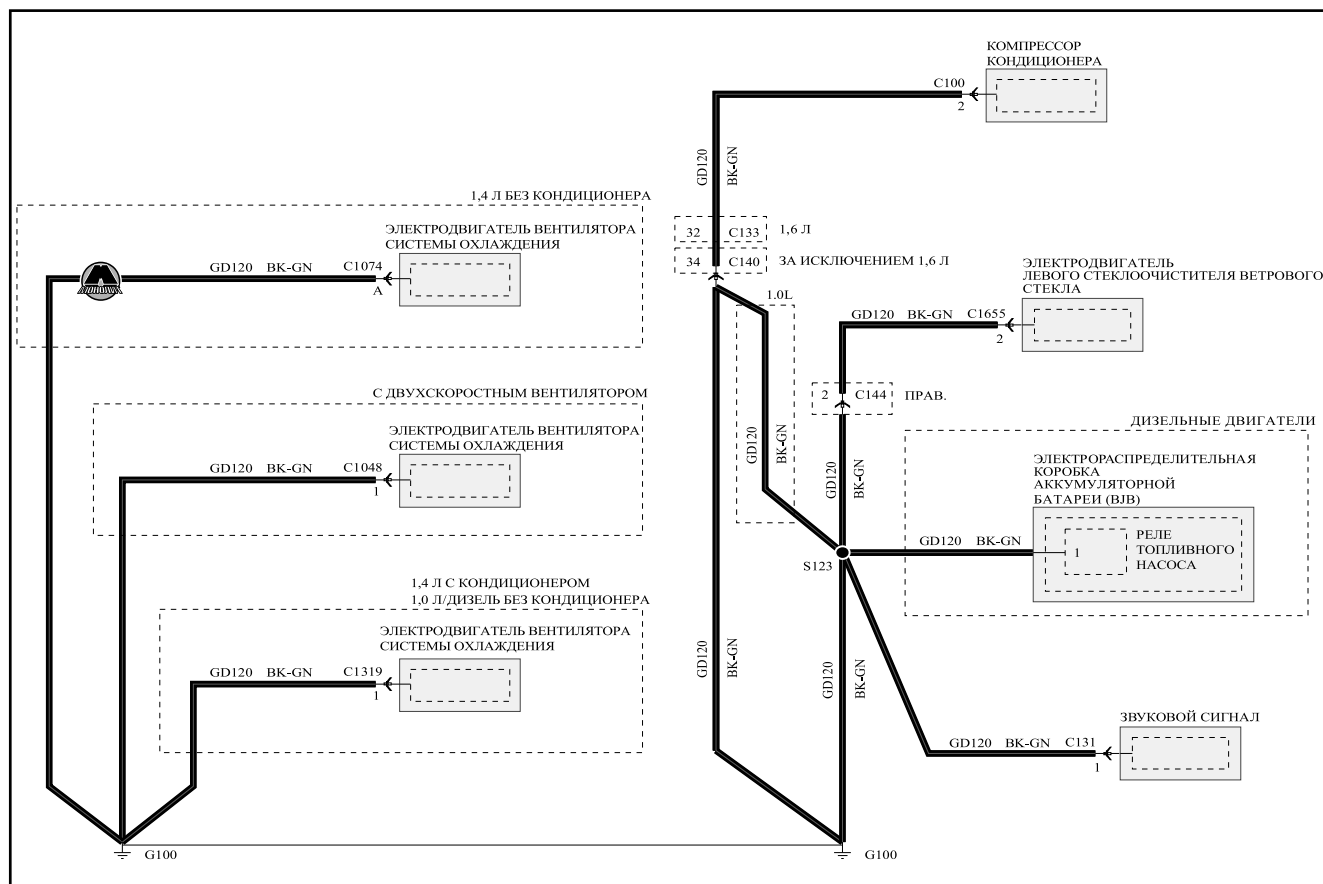 КОМПРЕССОР
КОНДИЦИОНЕРА
C100
2
GD120
BK-GN
32 C133 1,6 Л
34 C140 ЗА ИСКЛЮЧЕНИЕМ 1,6 Л
1,4 Л БЕЗ КОНДИЦИОНЕРА
ЭЛЕКТРОДВИГАТЕЛЬ ВЕНТИЛЯТОРА
СИСТЕМЫ ОХЛАЖДЕНИЯ
GD120 BK-GN C1074
A
1.0L
GD120
BK-GN
ЭЛЕКТРОДВИГАТЕЛЬ
ЛЕВОГО СТЕКЛООЧИСТИТЕЛЯ ВЕТРОВОГО
СТЕКЛА
GD120 BK-GN C1655
2
2 C144 ПРАВ.
GD120
BK-GN
С ДВУХСКОРОСТНЫМ ВЕНТИЛЯТОРОМ
ЭЛЕКТРОДВИГАТЕЛЬ ВЕНТИЛЯТОРА
СИСТЕМЫ ОХЛАЖДЕНИЯ
GD120 BK-GN C1048
1
ДИЗЕЛЬНЫЕ ДВИГАТЕЛИ
ЭЛЕКТРОРАСПРЕДЕЛИТЕЛЬНАЯ
КОРОБКА
АККУМУЛЯТОРНОЙ
БАТАРЕИ (BJB)
GD120 BK-GN
1
РЕЛЕ
ТОПЛИВНОГО
НАСОСА
S123
1,4 Л С КОНДИЦИОНЕРОМ
1,0 Л/ДИЗЕЛЬ БЕЗ КОНДИЦИОНЕРА
ЭЛЕКТРОДВИГАТЕЛЬ ВЕНТИЛЯТОРА
СИСТЕМЫ ОХЛАЖДЕНИЯ
GD120 BK-GN C1319
1
GD120
BK-GN
GD120
BK-GN
ЗВУКОВОЙ СИГНАЛ
GD120 BK-GN C131
1
G100
G100